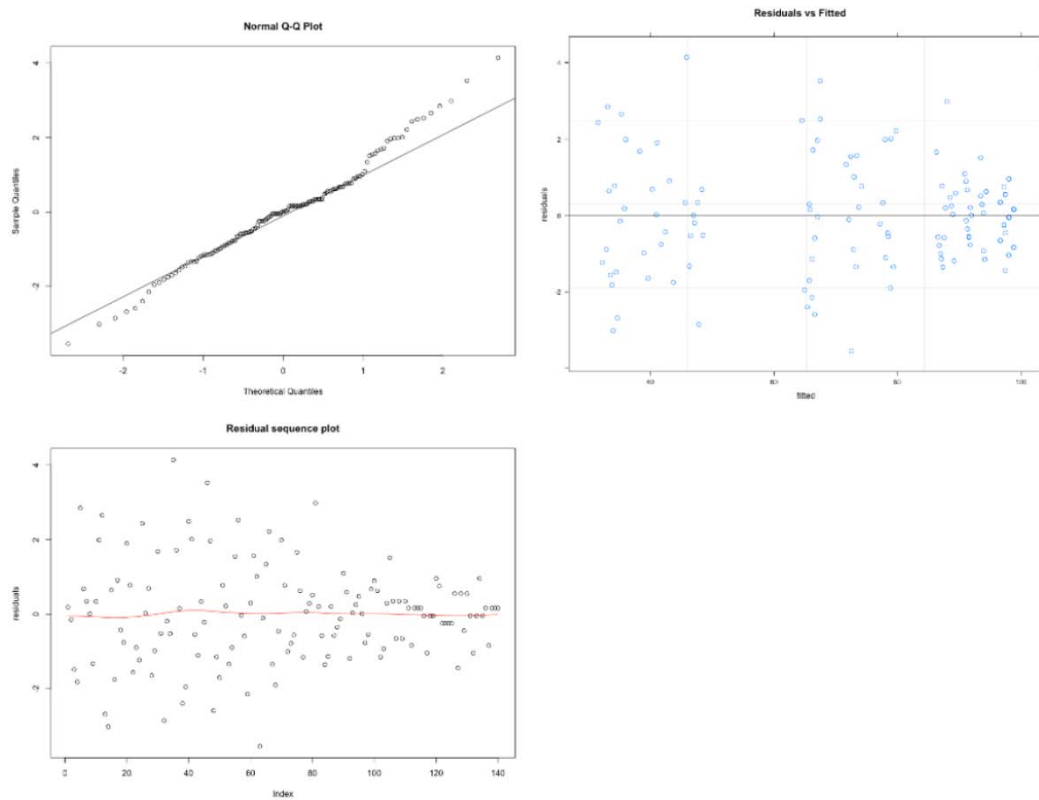 Normal Q-Q Plot
4
2
0
-2
Sample Quantiles
-2 -1 0 1 2
Theoretical Quantiles
Residuals vs Fitted
4
2
0
-2
residuals
40 60 80 100
fitted
Residual sequence plot
4
2
0
-2
residuals
0 20 40 60 80 100 120 140
Index